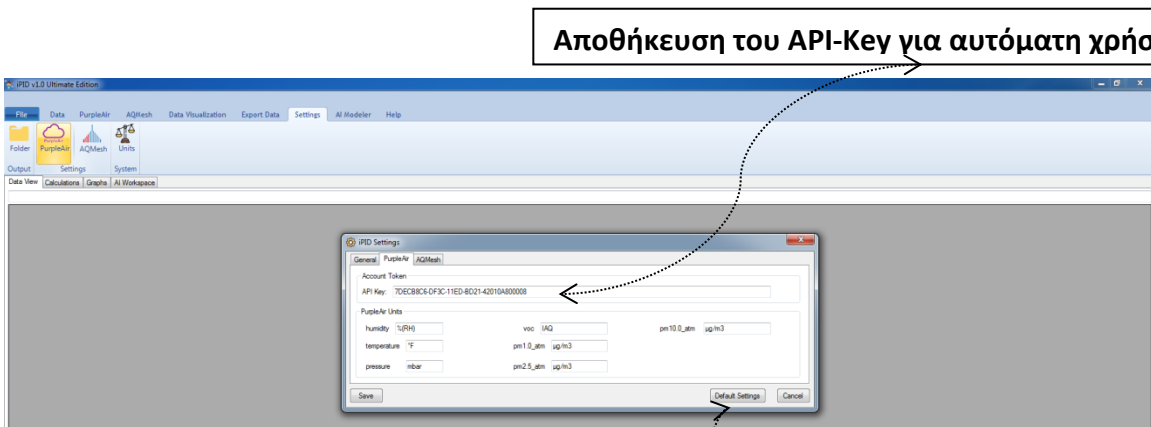 Αποθήκευση του API-Key για αυτόματη χρήσ
iPID v1.0 Ultimate Edition
File Data PurpleAir AQMesh Data Visualization Export Data Settings AI Modeler Help
Folder PurpleAir AQMesh Units
Output Settings System
Data View Calculations Graphs AI Workspace
iPID Settings
General PurpleAir AQMesh
Account Token
API Key: 7DECB8C6-DF3C-11ED-BD21-42010A800008
PurpleAir Units
humidity %(RH) voc IAQ pm10.0_atm µg/m3
temperature °F pm1.0_atm µg/m3
pressure mbar pm2.5_atm µg/m3
Save Default Settings Cancel